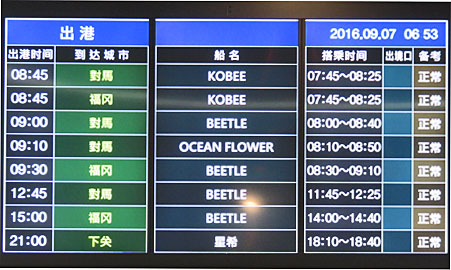 出港 2016.09.07 06 53
出港时间 到达城市 船名 搭乘时间 出境口 备考
08:45 對馬 KOBEE 07:45~08:25 正常
08:45 福冈 KOBEE 07:45~08:25 正常
09:00 對馬 BEETLE 08:00~08:40 正常
09:10 對馬 OCEAN FLOWER 08:10~08:50 正常
09:30 福冈 BEETLE 08:30~09:10 正常
12:45 對馬 BEETLE 11:45~12:25 正常
15:00 福冈 BEETLE 14:00~14:40 正常
21:00 下关 星希 18:10~18:40 正常